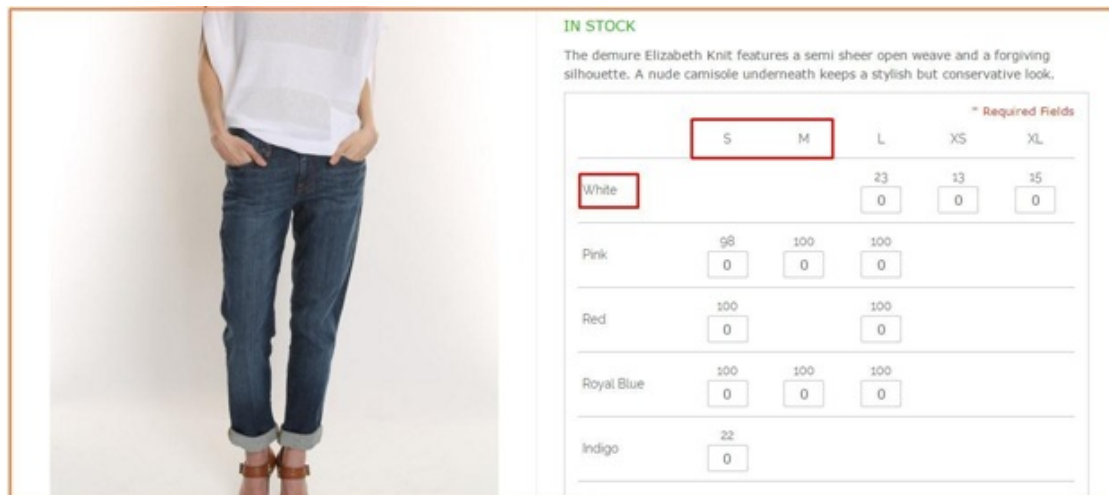 IN STOCK
The demure Elizabeth Knit features a semi sheer open weave and a forgiving
silhouette. A nude camisole underneath keeps a stylish but conservative look.
* Required Fields
S M L XS XL
23 13 15
White 0 0 0
98 100 100
Pink 0 0 0
100 100
Red 0 0
100 100 100
Royal Blue 0 0 0
22
Indigo 0